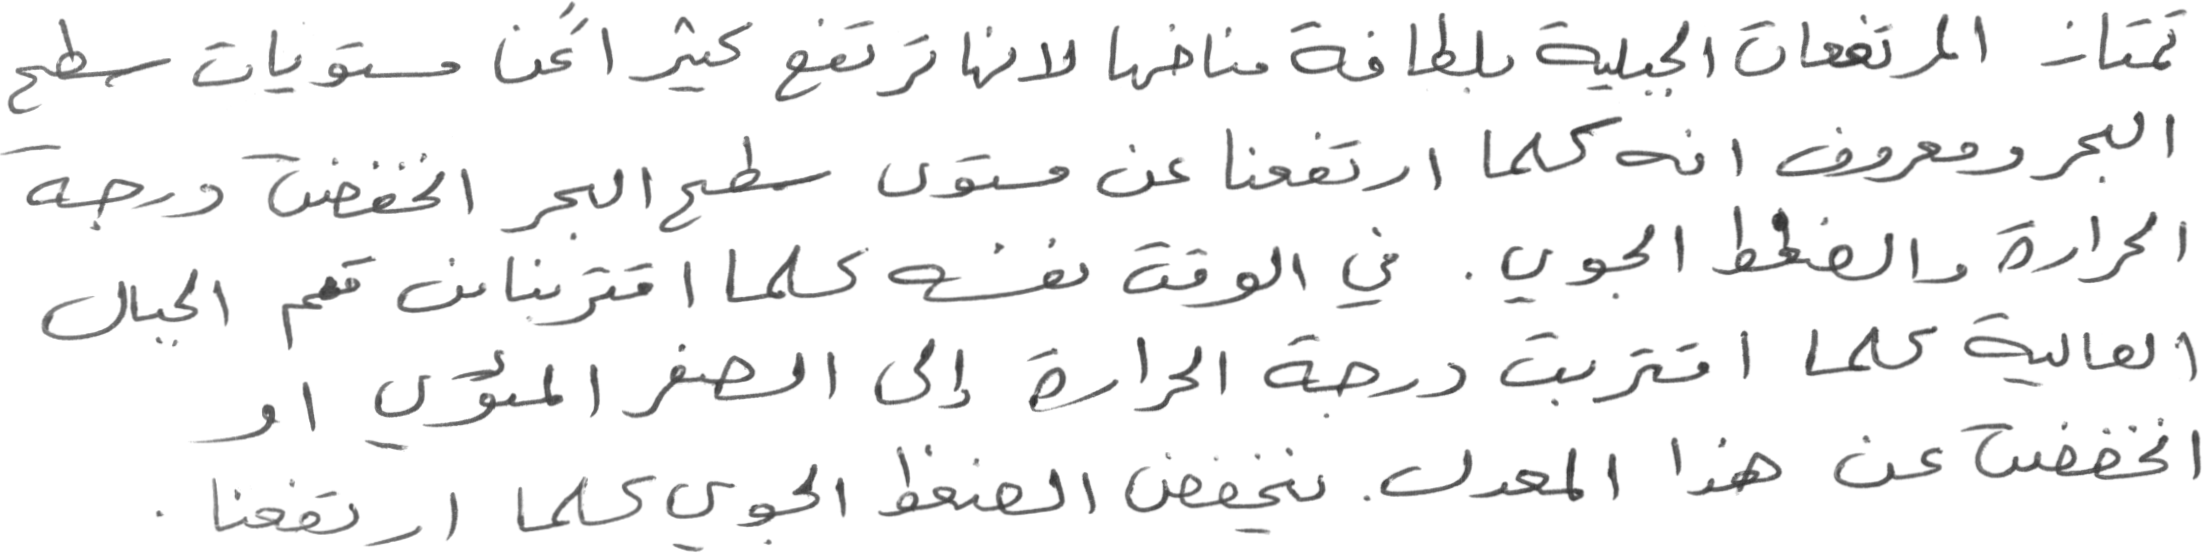 تمتاز المرتفعات الجبلية بلطافة مناخها لانها ترتفع كثيراً عن مستويات سطح
البحر ومعروف انه كلما ارتفعنا عن مستوى سطح البحر انخفضت درجة
الحرارة والضغط الجوي. في الوقت نفسه كلما اقتربنا من قمم الجبال
العالية كلما اقتربت درجة الحرارة إلى الصفر المئوي او
انخفضت عن هذا المعدل. ينخفض الضغط الجوي كلما ارتفعنا.